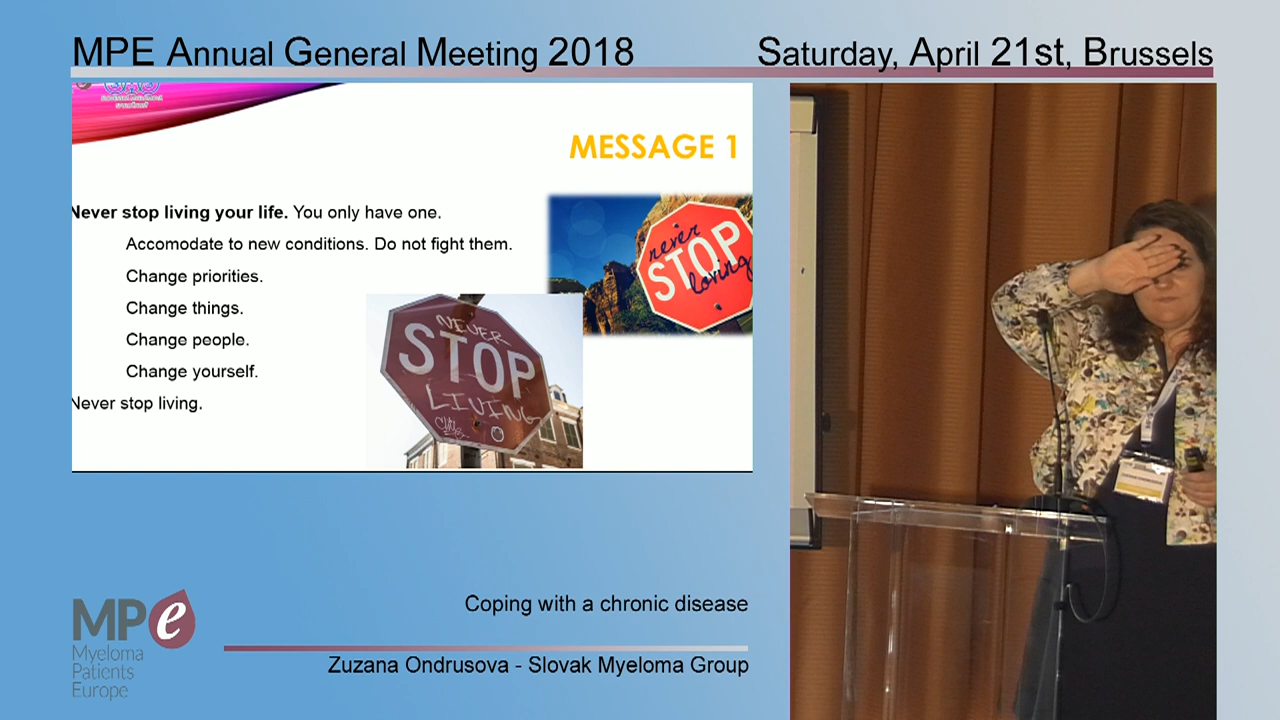 MPE Annual General Meeting 2018
Saturday, April 21st, Brussels
MESSAGE 1
Never stop living your life. You only have one.
Accomodate to new conditions. Do not fight them.
Change priorities.
Change things.
Change people.
Change yourself.
Never stop living.
never
STOP
loving
NEVER
STOP
LIVING
Coping with a chronic disease
Zuzana Ondrusova - Slovak Myeloma Group
MPe
Myeloma
Patients
Europe